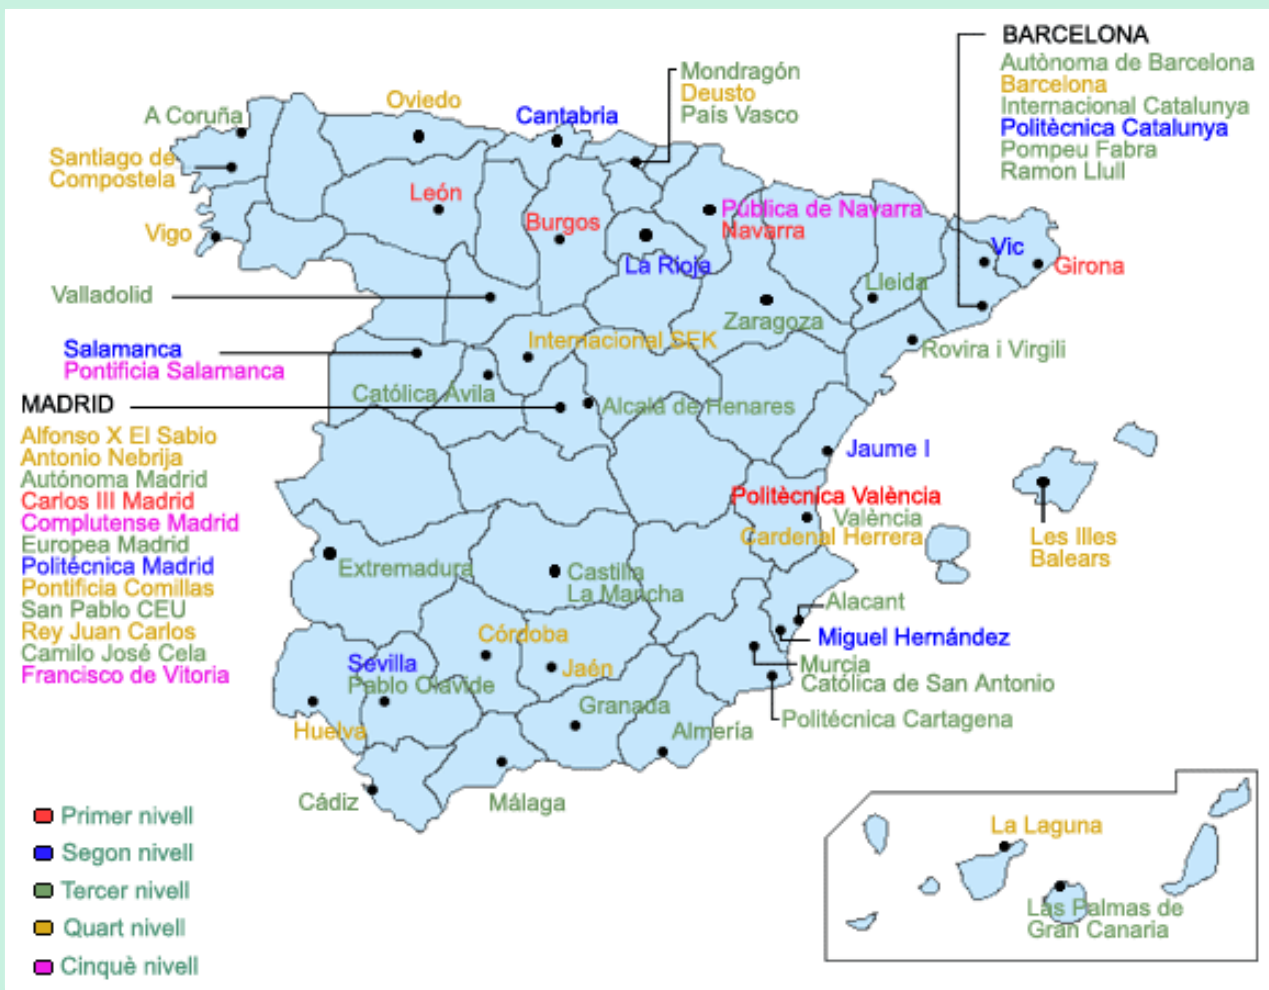 BARCELONA
Autònoma de Barcelona
Barcelona
Internacional Catalunya
Politècnica Catalunya
Pompeu Fabra
Ramon Llull
Mondragón
Deusto
País Vasco
Oviedo
Cantabria
A Coruña
Santiago de
Compostela
León
Burgos
Pública de Navarra
Navarra
Vigo
La Rioja
Vic
Girona
Valladolid
Lleida
Zaragoza
Internacional SEK
Rovira i Virgili
Salamanca
Pontificia Salamanca
Católica Ávila
MADRID
Alcalá de Henares
Alfonso X El Sabio
Antonio Nebrija
Autónoma Madrid
Carlos III Madrid
Complutense Madrid
Europea Madrid
Politécnica Madrid
Pontificia Comillas
San Pablo CEU
Rey Juan Carlos
Camilo José Cela
Francisco de Vitoria
Jaume I
Politècnica València
València
Cardenal Herrera
Les Illes
Balears
Extremadura
Castilla
La Mancha
Alacant
Miguel Hernández
Murcia
Católica de San Antonio
Politécnica Cartagena
Córdoba
Jaén
Sevilla
Pablo Olavide
Granada
Huelva
Almería
Cádiz
Málaga
La Laguna
Las Palmas de
Gran Canaria
Primer nivell
Segon nivell
Tercer nivell
Quart nivell
Cinquè nivell